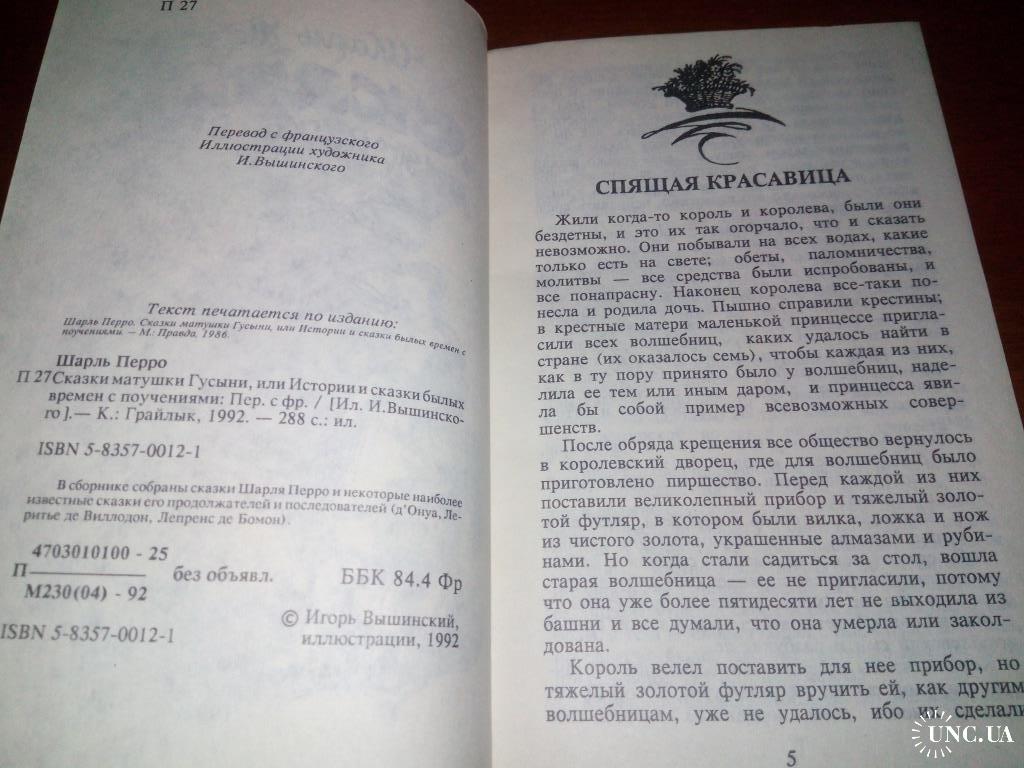 П 27
Перевод с французского
Иллюстрации художника
И.Вышинского
Текст печатается по изданию:
Шарль Перро. Сказки матушки Гусыни, или Истории и сказки былых времен с
поучениями. — М.: Правда, 1986.
Шарль Перро
П 27 Сказки матушки Гусыни, или Истории и сказки былых
времен с поучениями: Пер. с фр. / [Ил. И.Вышинско-
го].— К.: Грайлык, 1992. — 288 с.: ил.
ISBN 5-8357-0012-1
В сборнике собраны сказки Шарля Перро и некоторые наиболее
известные сказки его продолжателей и последователей (д'Онуа, Ле-
ритье де Виллодон, Лепренс де Бомон).
4703010100 - 25
П——— без объявл.
М230(04) - 92
ББК 84.4 Фр
ISBN 5-8357-0012-1
© Игорь Вышинский,
иллюстрации, 1992
СПЯЩАЯ КРАСАВИЦА
Жили когда-то король и королева, были они
бездетны, и это их так огорчало, что и сказать
невозможно. Они побывали на всех водах, какие
только есть на свете; обеты, паломничества,
молитвы — все средства были испробованы, и
все понапрасну. Наконец королева все-таки по-
несла и родила дочь. Пышно справили крестины;
в крестные матери маленькой принцессе пригла-
сили всех волшебниц, каких удалось найти в
стране (их оказалось семь), чтобы каждая из них,
как в ту пору принято было у волшебниц, наде-
лила ее тем или иным даром, и принцесса яви-
ла бы собой пример всевозможных совер-
шенств.
После обряда крещения все общество вернулось
в королевский дворец, где для волшебниц было
приготовлено пиршество. Перед каждой из них
поставили великолепный прибор и тяжелый золо-
той футляр, в котором были вилка, ложка и нож
из чистого золота, украшенные алмазами и руби-
нами. Но когда стали садиться за стол, вошла
старая волшебница — ее не пригласили, потому
что она уже более пятидесяти лет не выходила из
башни и все думали, что она умерла или закол-
дована.
Король велел поставить для нее прибор, но
тяжелый золотой футляр вручить ей, как другим
волшебницам, уже не удалось, ибо их сделали
5
UNC.UA